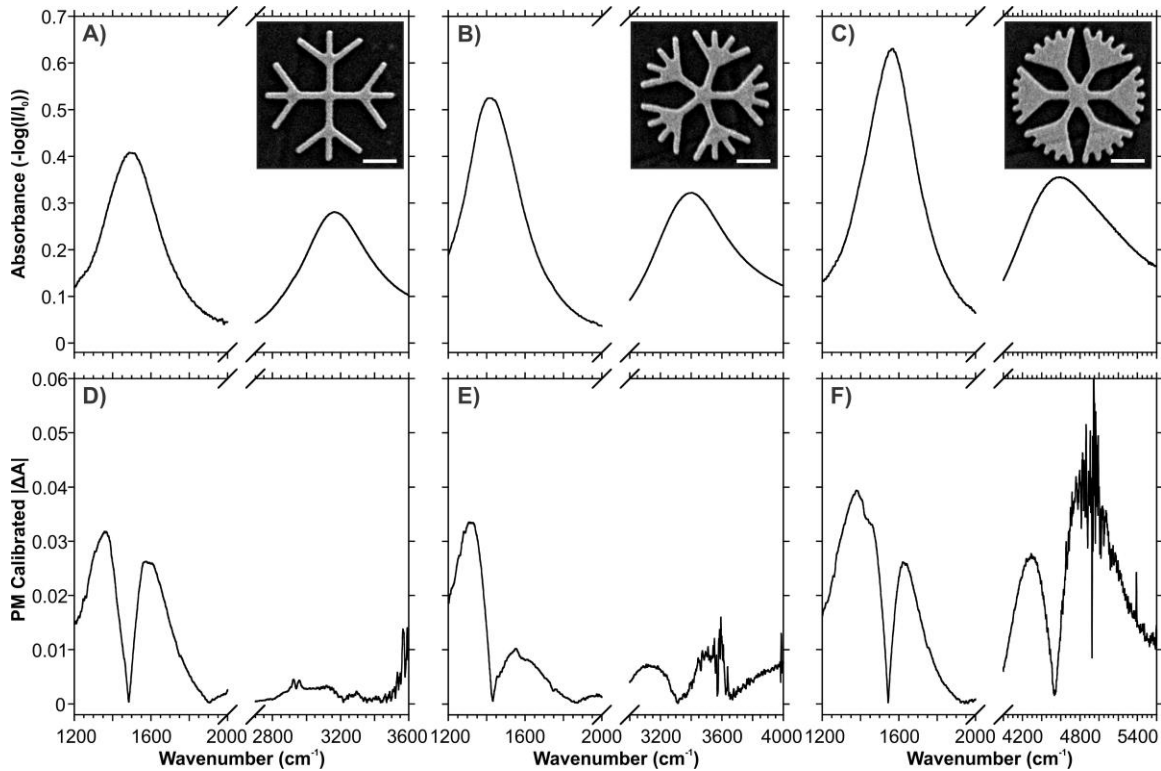 0.7
0.6
0.5
0.4
0.3
0.2
0.1
0
Absorbance (-log(I/I₀))
A)
B)
C)
0.06
0.05
0.04
0.03
0.02
0.01
0
PM Calibrated |ΔA|
D)
E)
F)
1200 1600 2000 2800 3200 3600
1200 1600 2000 3200 3600 4000
1200 1600 2000 4200 4800 5600
Wavenumber (cm⁻¹) Wavenumber (cm⁻¹) Wavenumber (cm⁻¹)